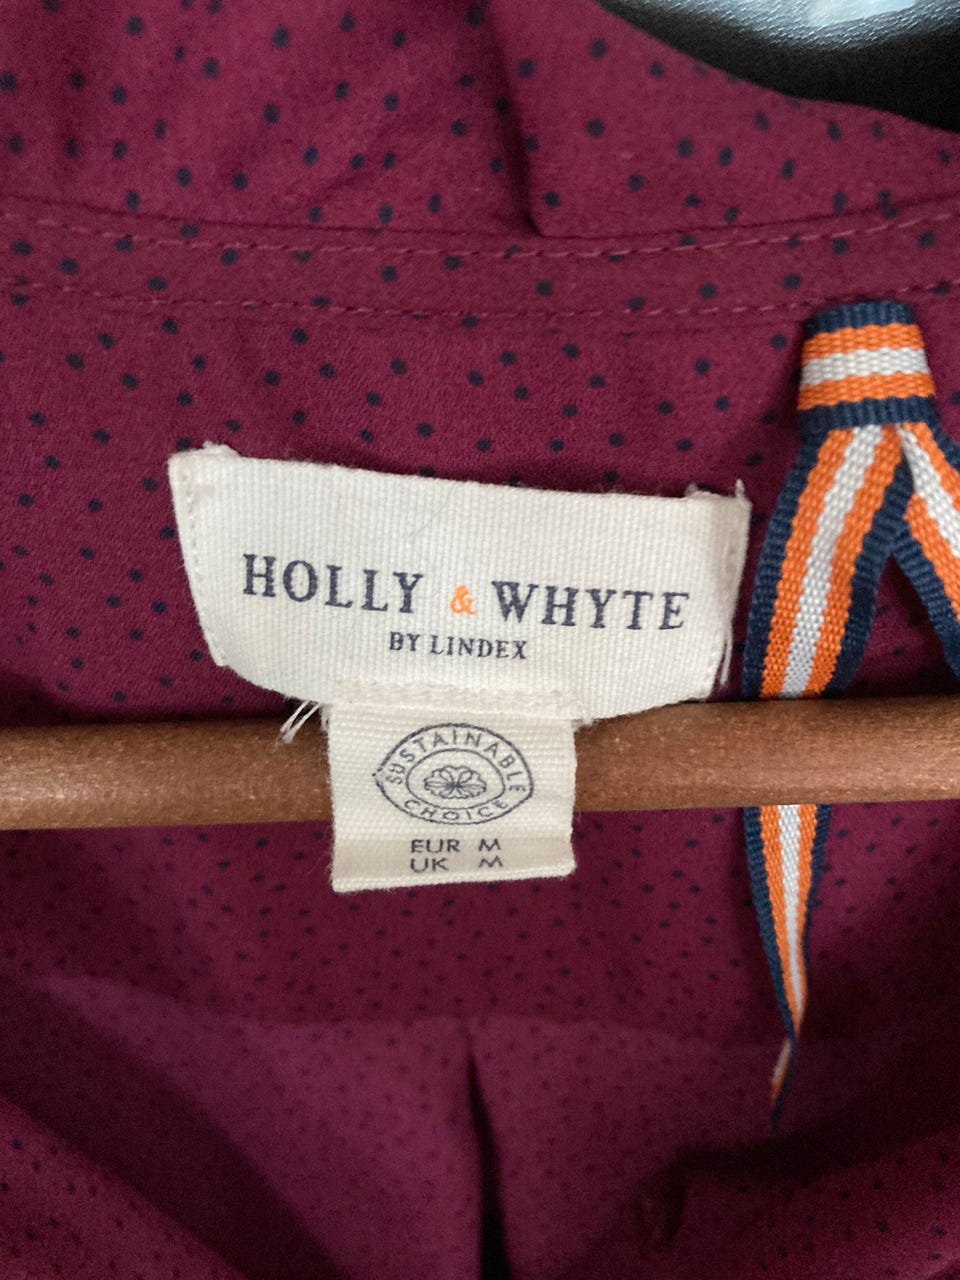 HOLLY & WHYTE
BY LINDEX
SUSTAINABLE
CHOICE
EUR M
UK M